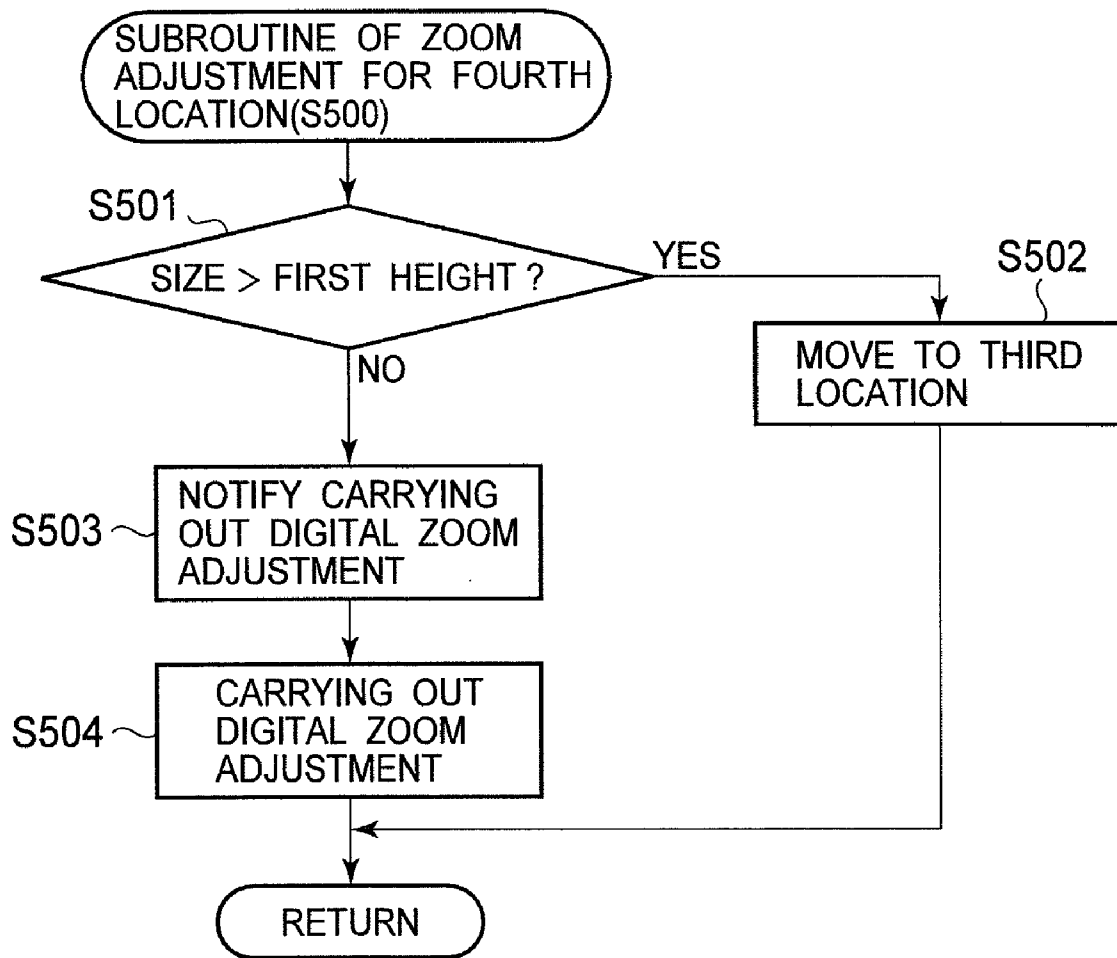 SUBROUTINE OF ZOOM
ADJUSTMENT FOR FOURTH
LOCATION(S500)
S501
SIZE > FIRST HEIGHT ?
YES
S502
MOVE TO THIRD
LOCATION
NO
S503
NOTIFY CARRYING
OUT DIGITAL ZOOM
ADJUSTMENT
S504
CARRYING OUT
DIGITAL ZOOM
ADJUSTMENT
RETURN